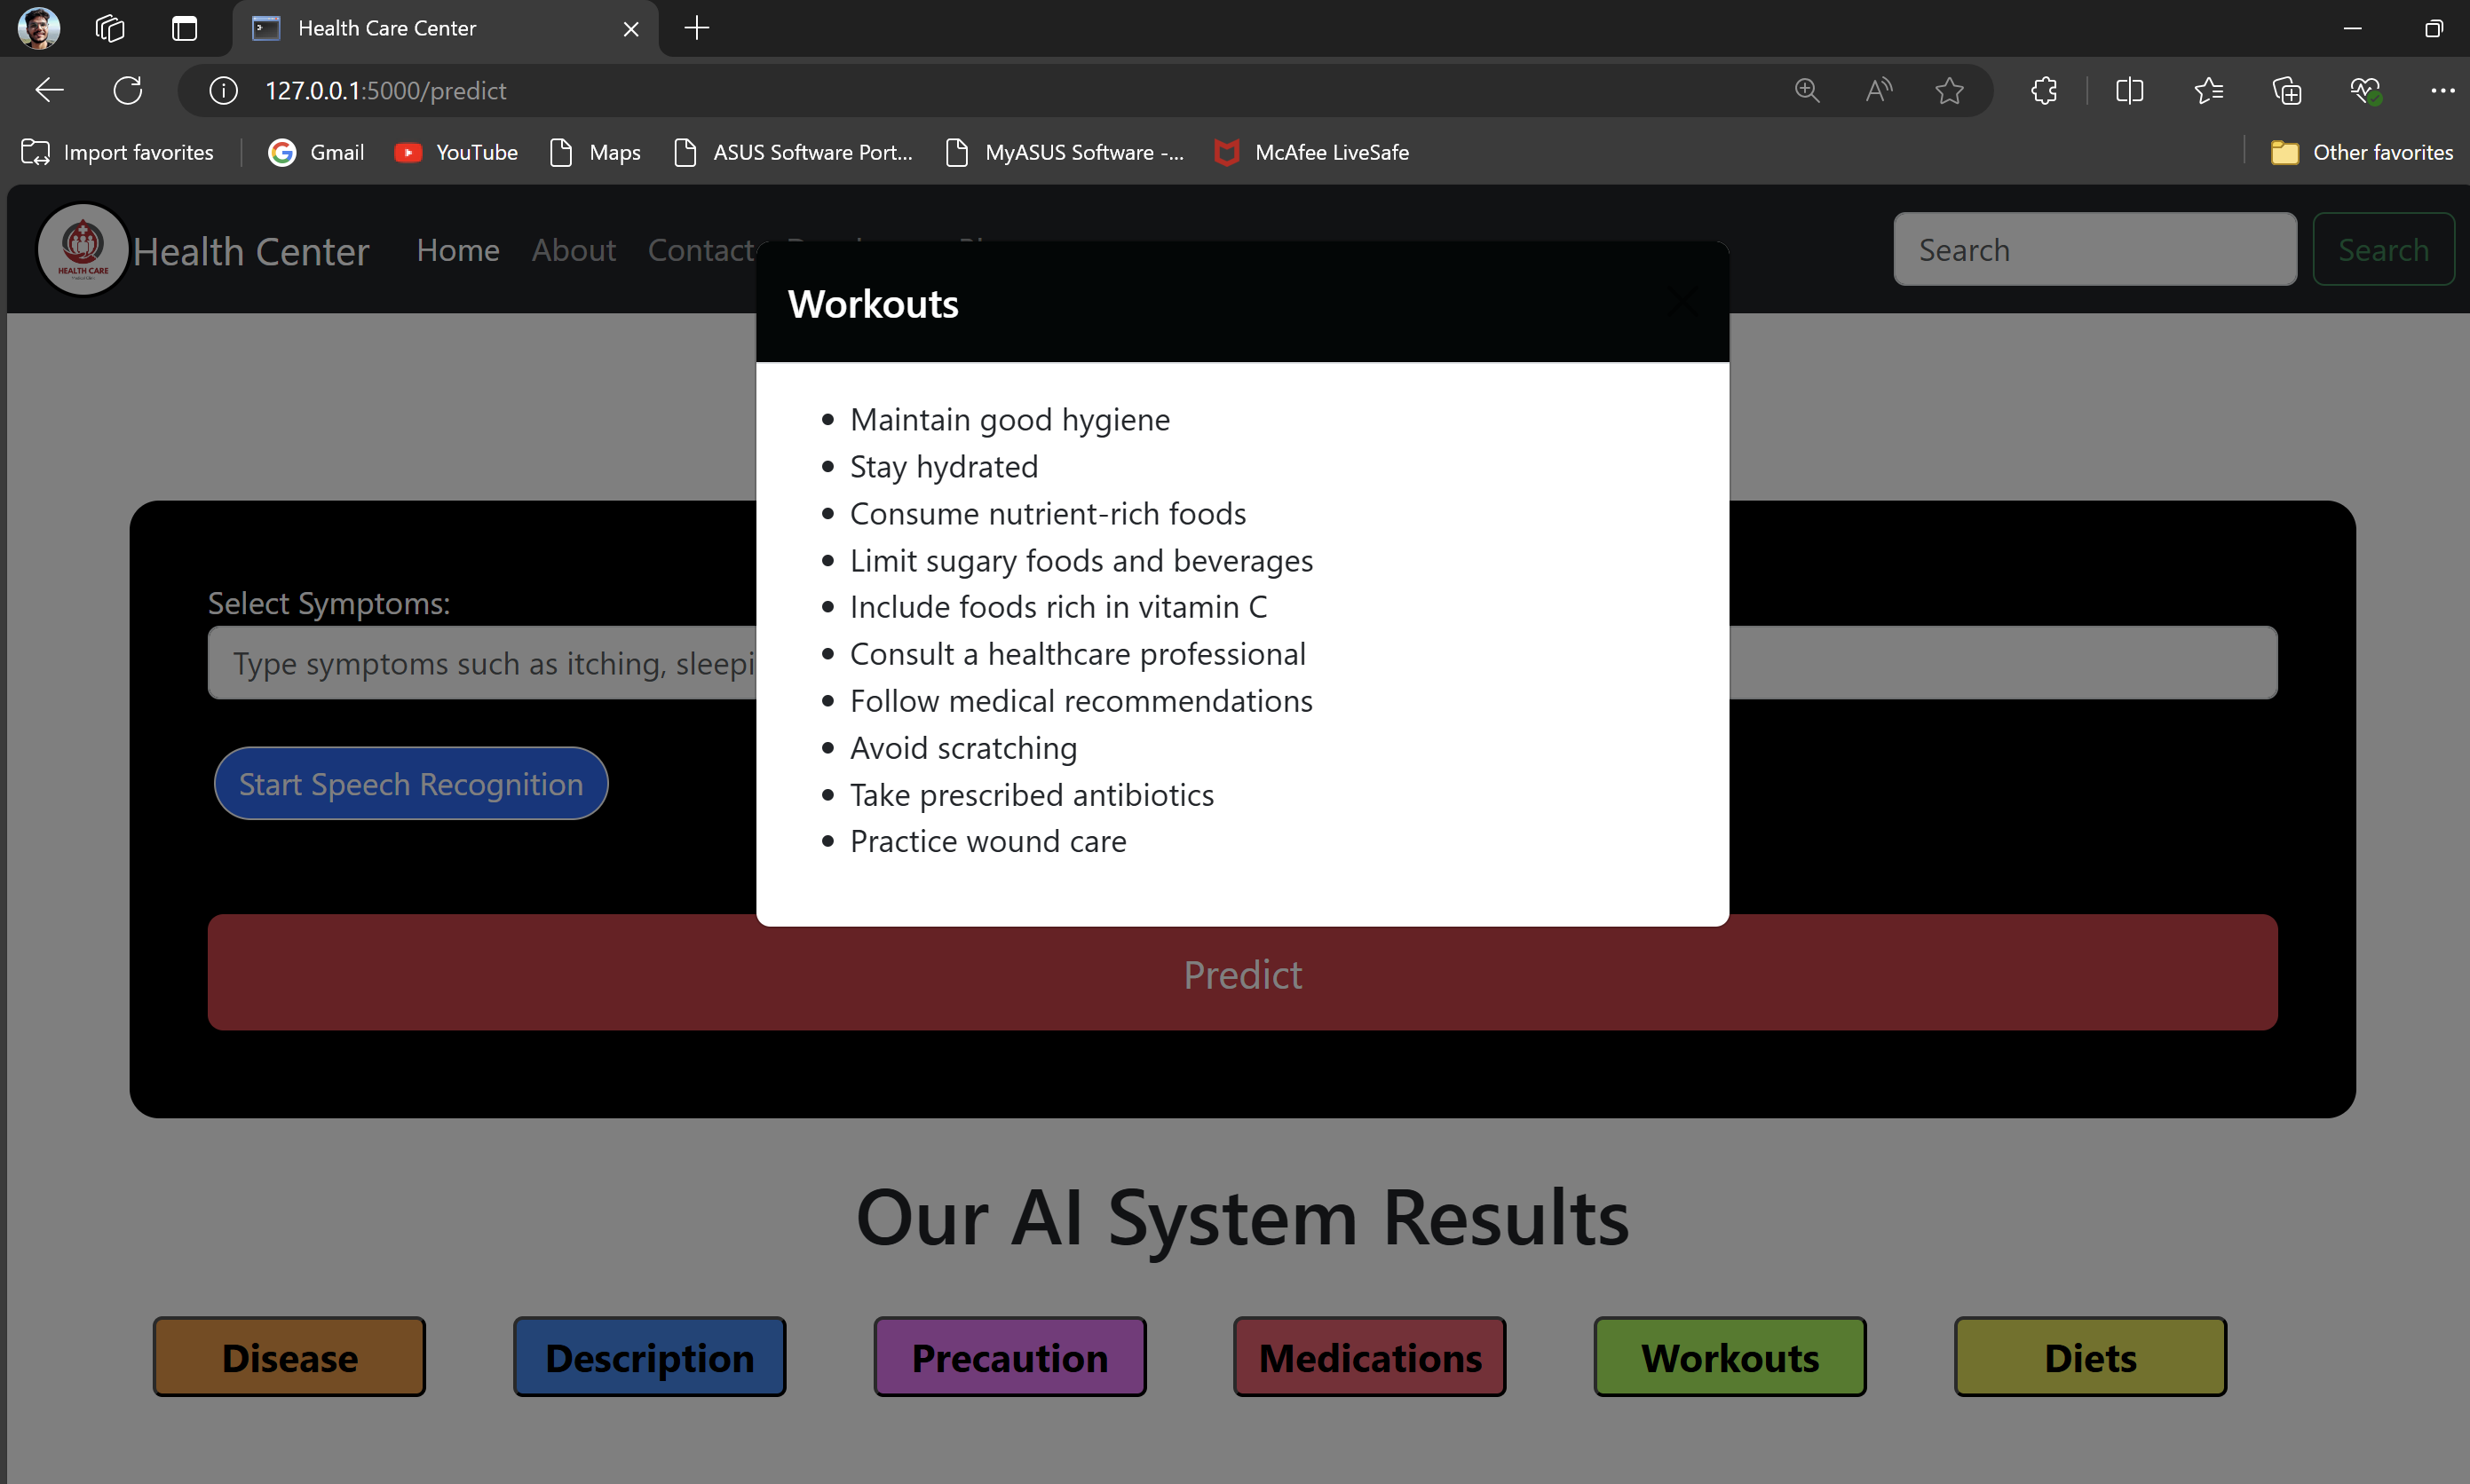 Health Care Center
127.0.0.1:5000/predict
Import favorites
Gmail
YouTube
Maps
ASUS Software Port...
MyASUS Software -...
McAfee LiveSafe
Other favorites
HEALTH CARE
Health Center
Home
About
Contact
Search
Search
Workouts
Maintain good hygiene
Stay hydrated
Consume nutrient-rich foods
Limit sugary foods and beverages
Include foods rich in vitamin C
Consult a healthcare professional
Follow medical recommendations
Avoid scratching
Take prescribed antibiotics
Practice wound care
Select Symptoms:
Type symptoms such as itching, sleepi
Start Speech Recognition
Predict
Our AI System Results
Disease
Description
Precaution
Medications
Workouts
Diets